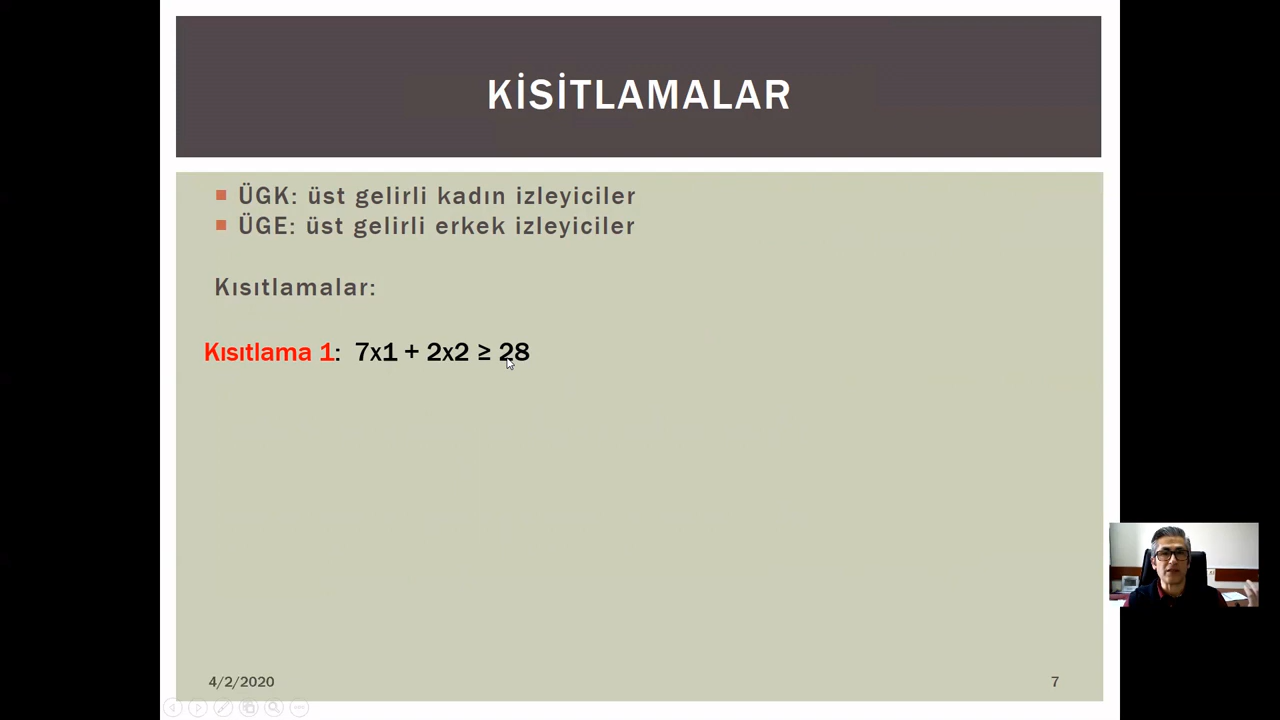 KİSİTLAMALAR
ÜGK: üst gelirli kadın izleyiciler
ÜGE: üst gelirli erkek izleyiciler
Kısıtlamalar:
Kısıtlama 1: 7x1 + 2x2 ≥ 28
4/2/2020
7